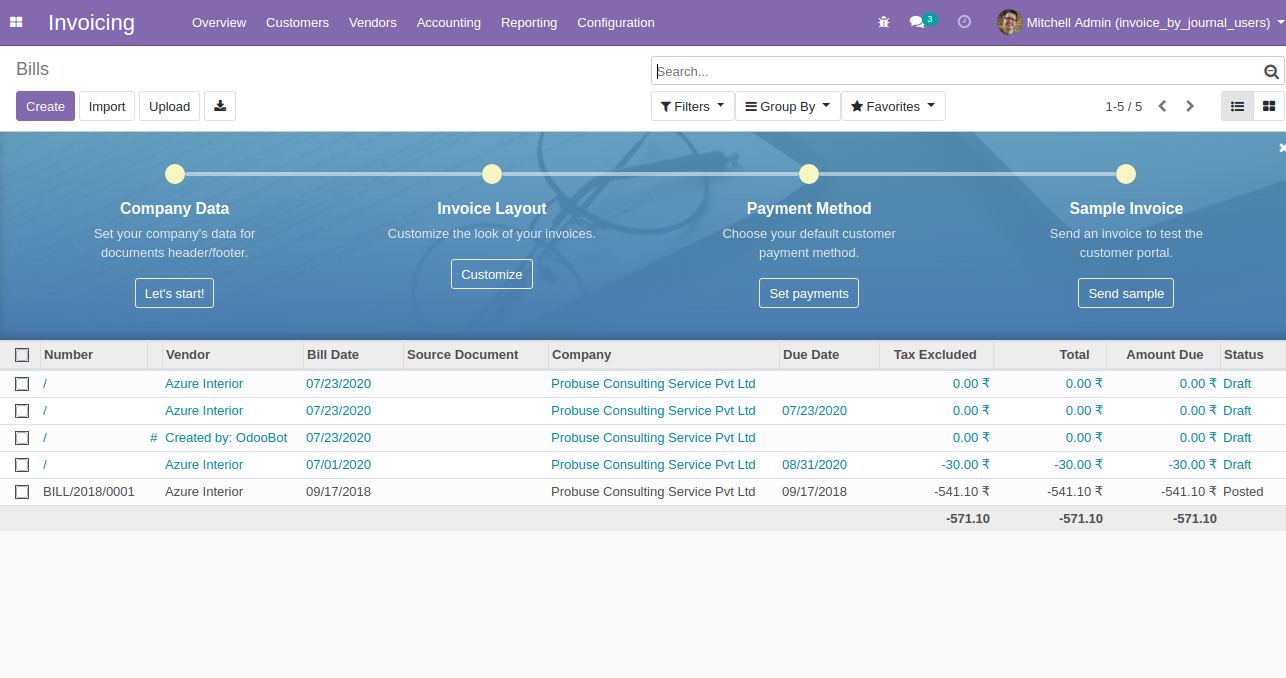 Invoicing Overview Customers Vendors Accounting Reporting Configuration 3 Mitchell Admin (invoice_by_journal_users)
Bills
Search...
Create Import Upload Filters Group By Favorites 1-5 / 5
Company Data
Set your company's data for
documents header/footer.
Let's start!
Invoice Layout
Customize the look of your invoices.
Customize
Payment Method
Choose your default customer
payment method.
Set payments
Sample Invoice
Send an invoice to test the
customer portal.
Send sample
Number Vendor Bill Date Source Document Company Due Date Tax Excluded Total Amount Due Status
/ Azure Interior 07/23/2020 Probuse Consulting Service Pvt Ltd 0.00 ₹ 0.00 ₹ 0.00 ₹ Draft
/ Azure Interior 07/23/2020 Probuse Consulting Service Pvt Ltd 07/23/2020 0.00 ₹ 0.00 ₹ 0.00 ₹ Draft
/ # Created by: OdooBot 07/23/2020 Probuse Consulting Service Pvt Ltd 0.00 ₹ 0.00 ₹ 0.00 ₹ Draft
/ Azure Interior 07/01/2020 Probuse Consulting Service Pvt Ltd 08/31/2020 -30.00 ₹ -30.00 ₹ -30.00 ₹ Draft
BILL/2018/0001 Azure Interior 09/17/2018 Probuse Consulting Service Pvt Ltd 09/17/2018 -541.10 ₹ -541.10 ₹ -541.10 ₹ Posted
-571.10 -571.10 -571.10